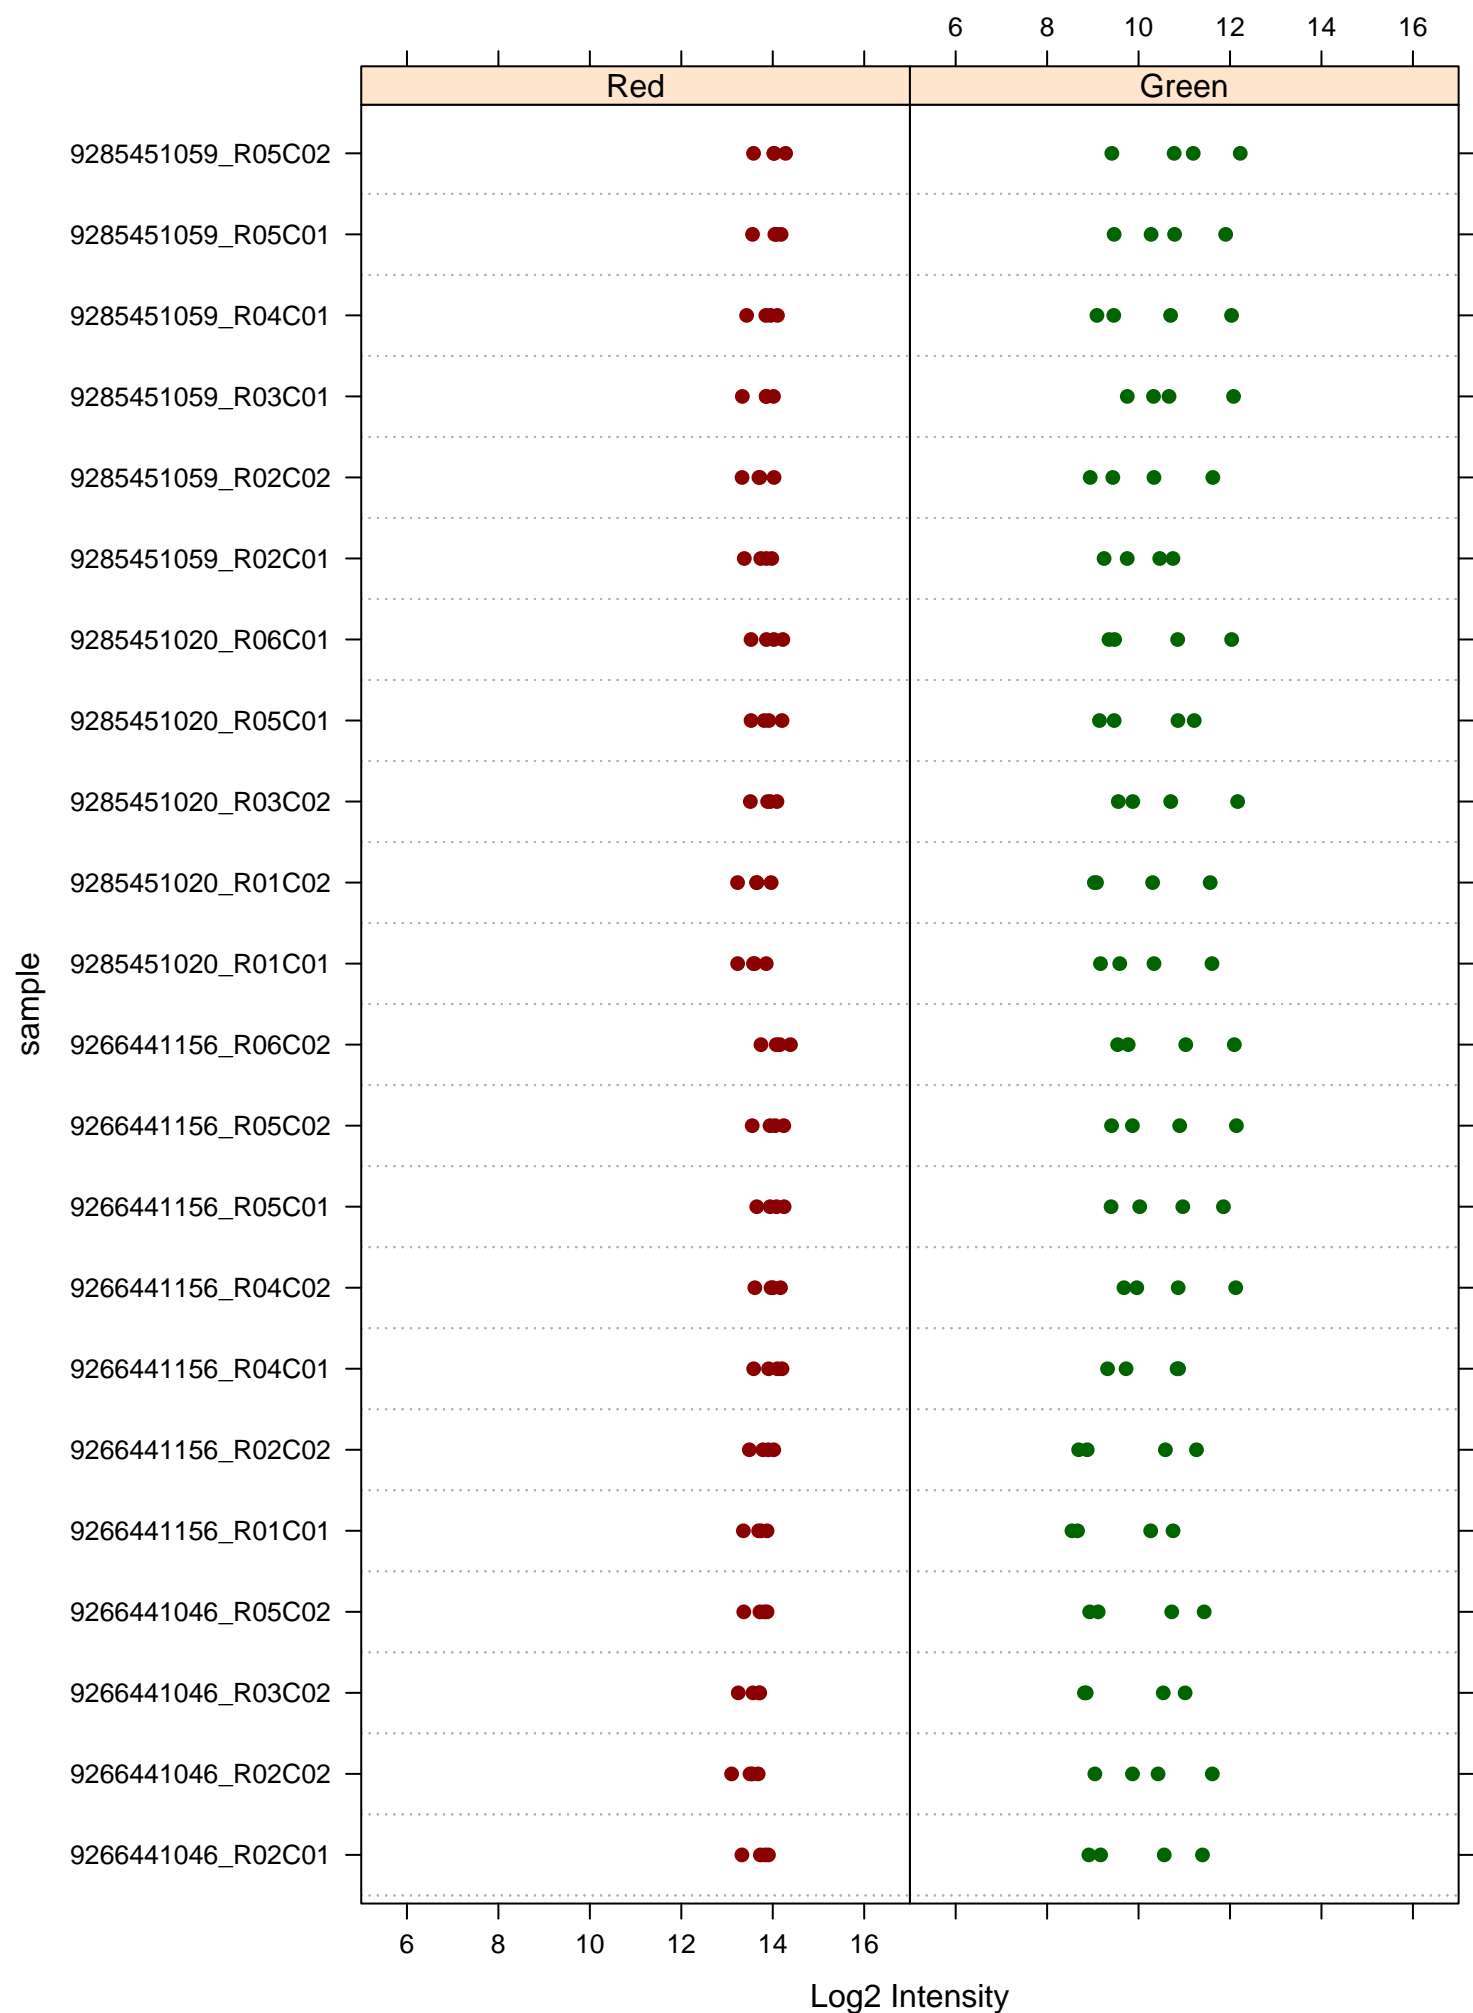 6 8 10 12 14 16
Red Green
9285451059_R05C02
9285451059_R05C01
9285451059_R04C01
9285451059_R03C01
9285451059_R02C02
9285451059_R02C01
9285451020_R06C01
9285451020_R05C01
9285451020_R03C02
9285451020_R01C02
9285451020_R01C01
9266441156_R06C02
9266441156_R05C02
9266441156_R05C01
9266441156_R04C02
9266441156_R04C01
9266441156_R02C02
9266441156_R01C01
9266441046_R05C02
9266441046_R03C02
9266441046_R02C02
9266441046_R02C01
sample
6 8 10 12 14 16
Log2 Intensity